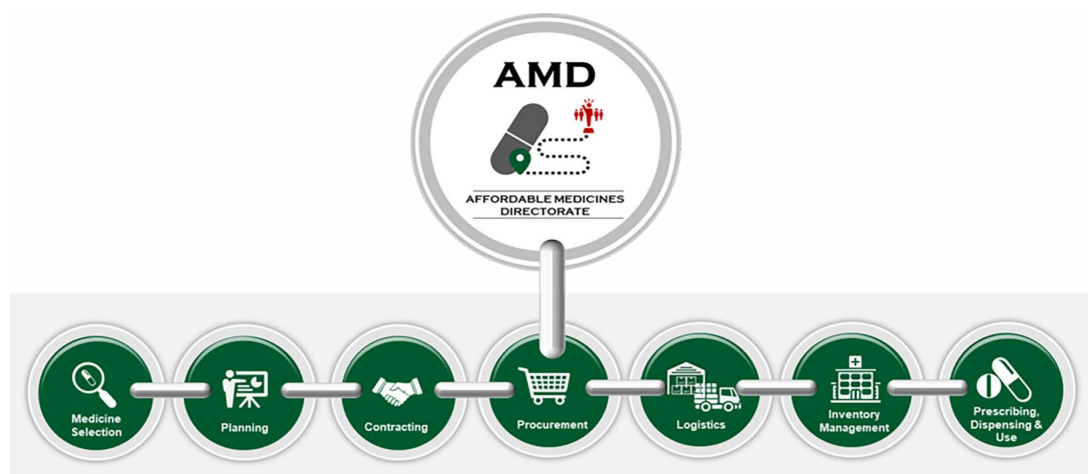 AMD
AFFORDABLE MEDICINES
DIRECTORATE
Medicine
Selection
Planning
Contracting
Procurement
Logistics
Inventory
Management
Prescribing,
Dispensing &
Use